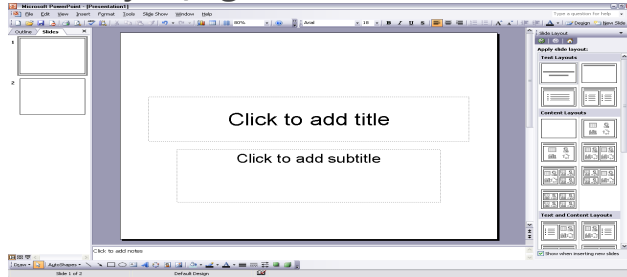 Microsoft PowerPoint - [Presentation1]
File Edit View Insert Format Tools Slide Show Window Help
Type a question for help
80%
Arial
18
B I U S
Design New Slide
Outline Slides
1
2
Click to add title
Click to add subtitle
Click to add notes
Slide Layout
Apply slide layout:
Text Layouts
Content Layouts
Text and Content Layouts
Show when inserting new slides
Draw AutoShapes
Slide 1 of 2
Default Design